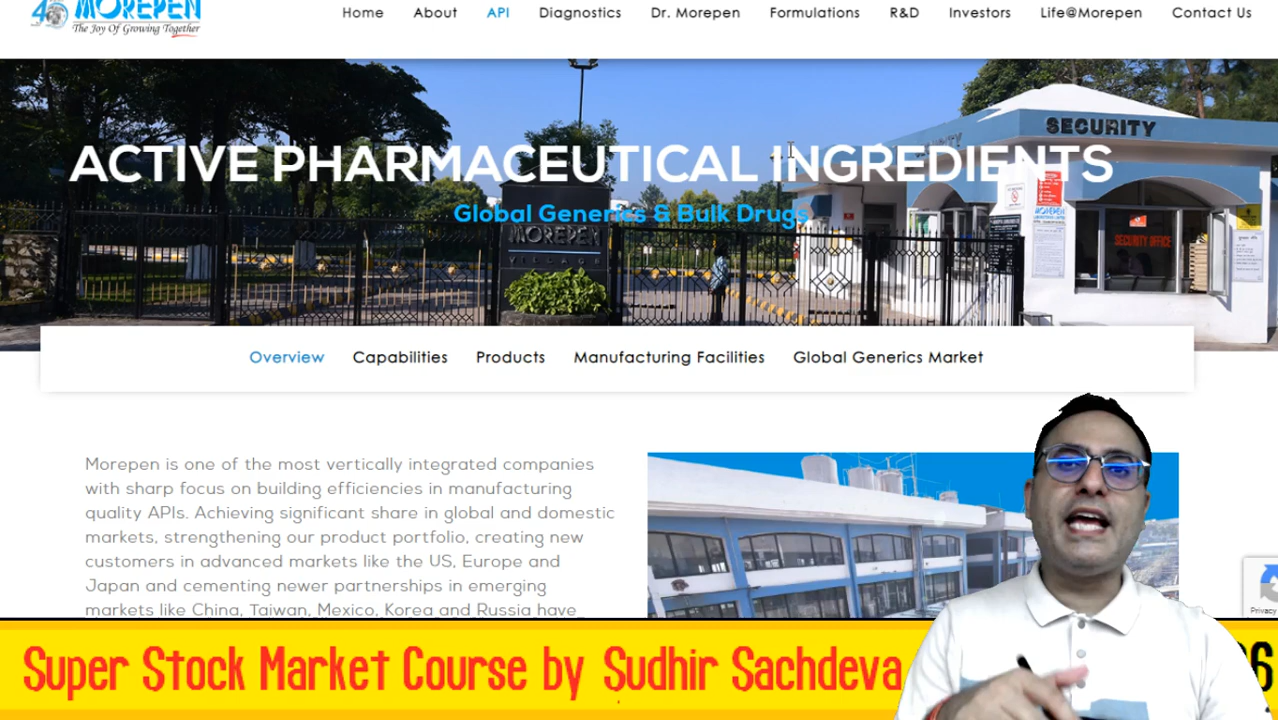 45 MOREPEN
The Joy Of Growing Together
Home About API Diagnostics Dr. Morepen Formulations R&D Investors Life@Morepen Contact Us
SECURITY
ACTIVE PHARMACEUTICAL INGREDIENTS
Global Generics & Bulk Drugs
MOREPEN
VILLAGE
SECURITY OFFICE
Overview Capabilities Products Manufacturing Facilities Global Generics Market
Morepen is one of the most vertically integrated companies
with sharp focus on building efficiencies in manufacturing
quality APIs. Achieving significant share in global and domestic
markets, strengthening our product portfolio, creating new
customers in advanced markets like the US, Europe and
Japan and cementing newer partnerships in emerging
markets like China, Taiwan, Mexico, Korea and Russia have
Privacy
Super Stock Market Course by Sudhir Sachdeva